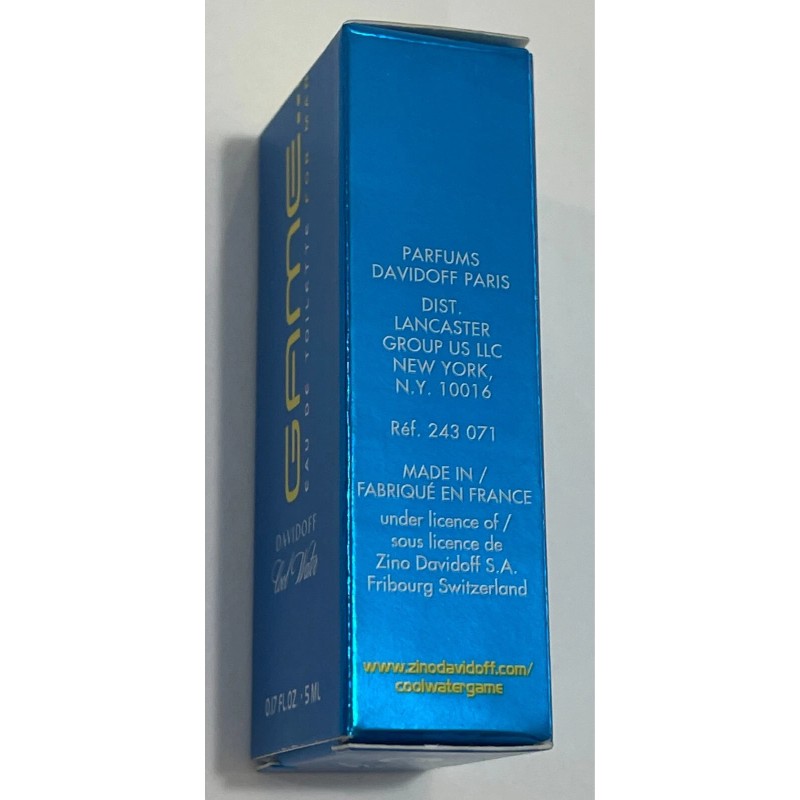 GAME
EAU DE TOILETTE FOR MAN
DAVIDOFF
Cool Water
0.17 FL.OZ. - 5 ML
PARFUMS
DAVIDOFF PARIS
DIST.
LANCASTER
GROUP US LLC
NEW YORK,
N.Y. 10016
Réf. 243 071
MADE IN /
FABRIQUÉ EN FRANCE
under licence of /
sous licence de
Zino Davidoff S.A.
Fribourg Switzerland
www.zinodavidoff.com/
coolwatergame